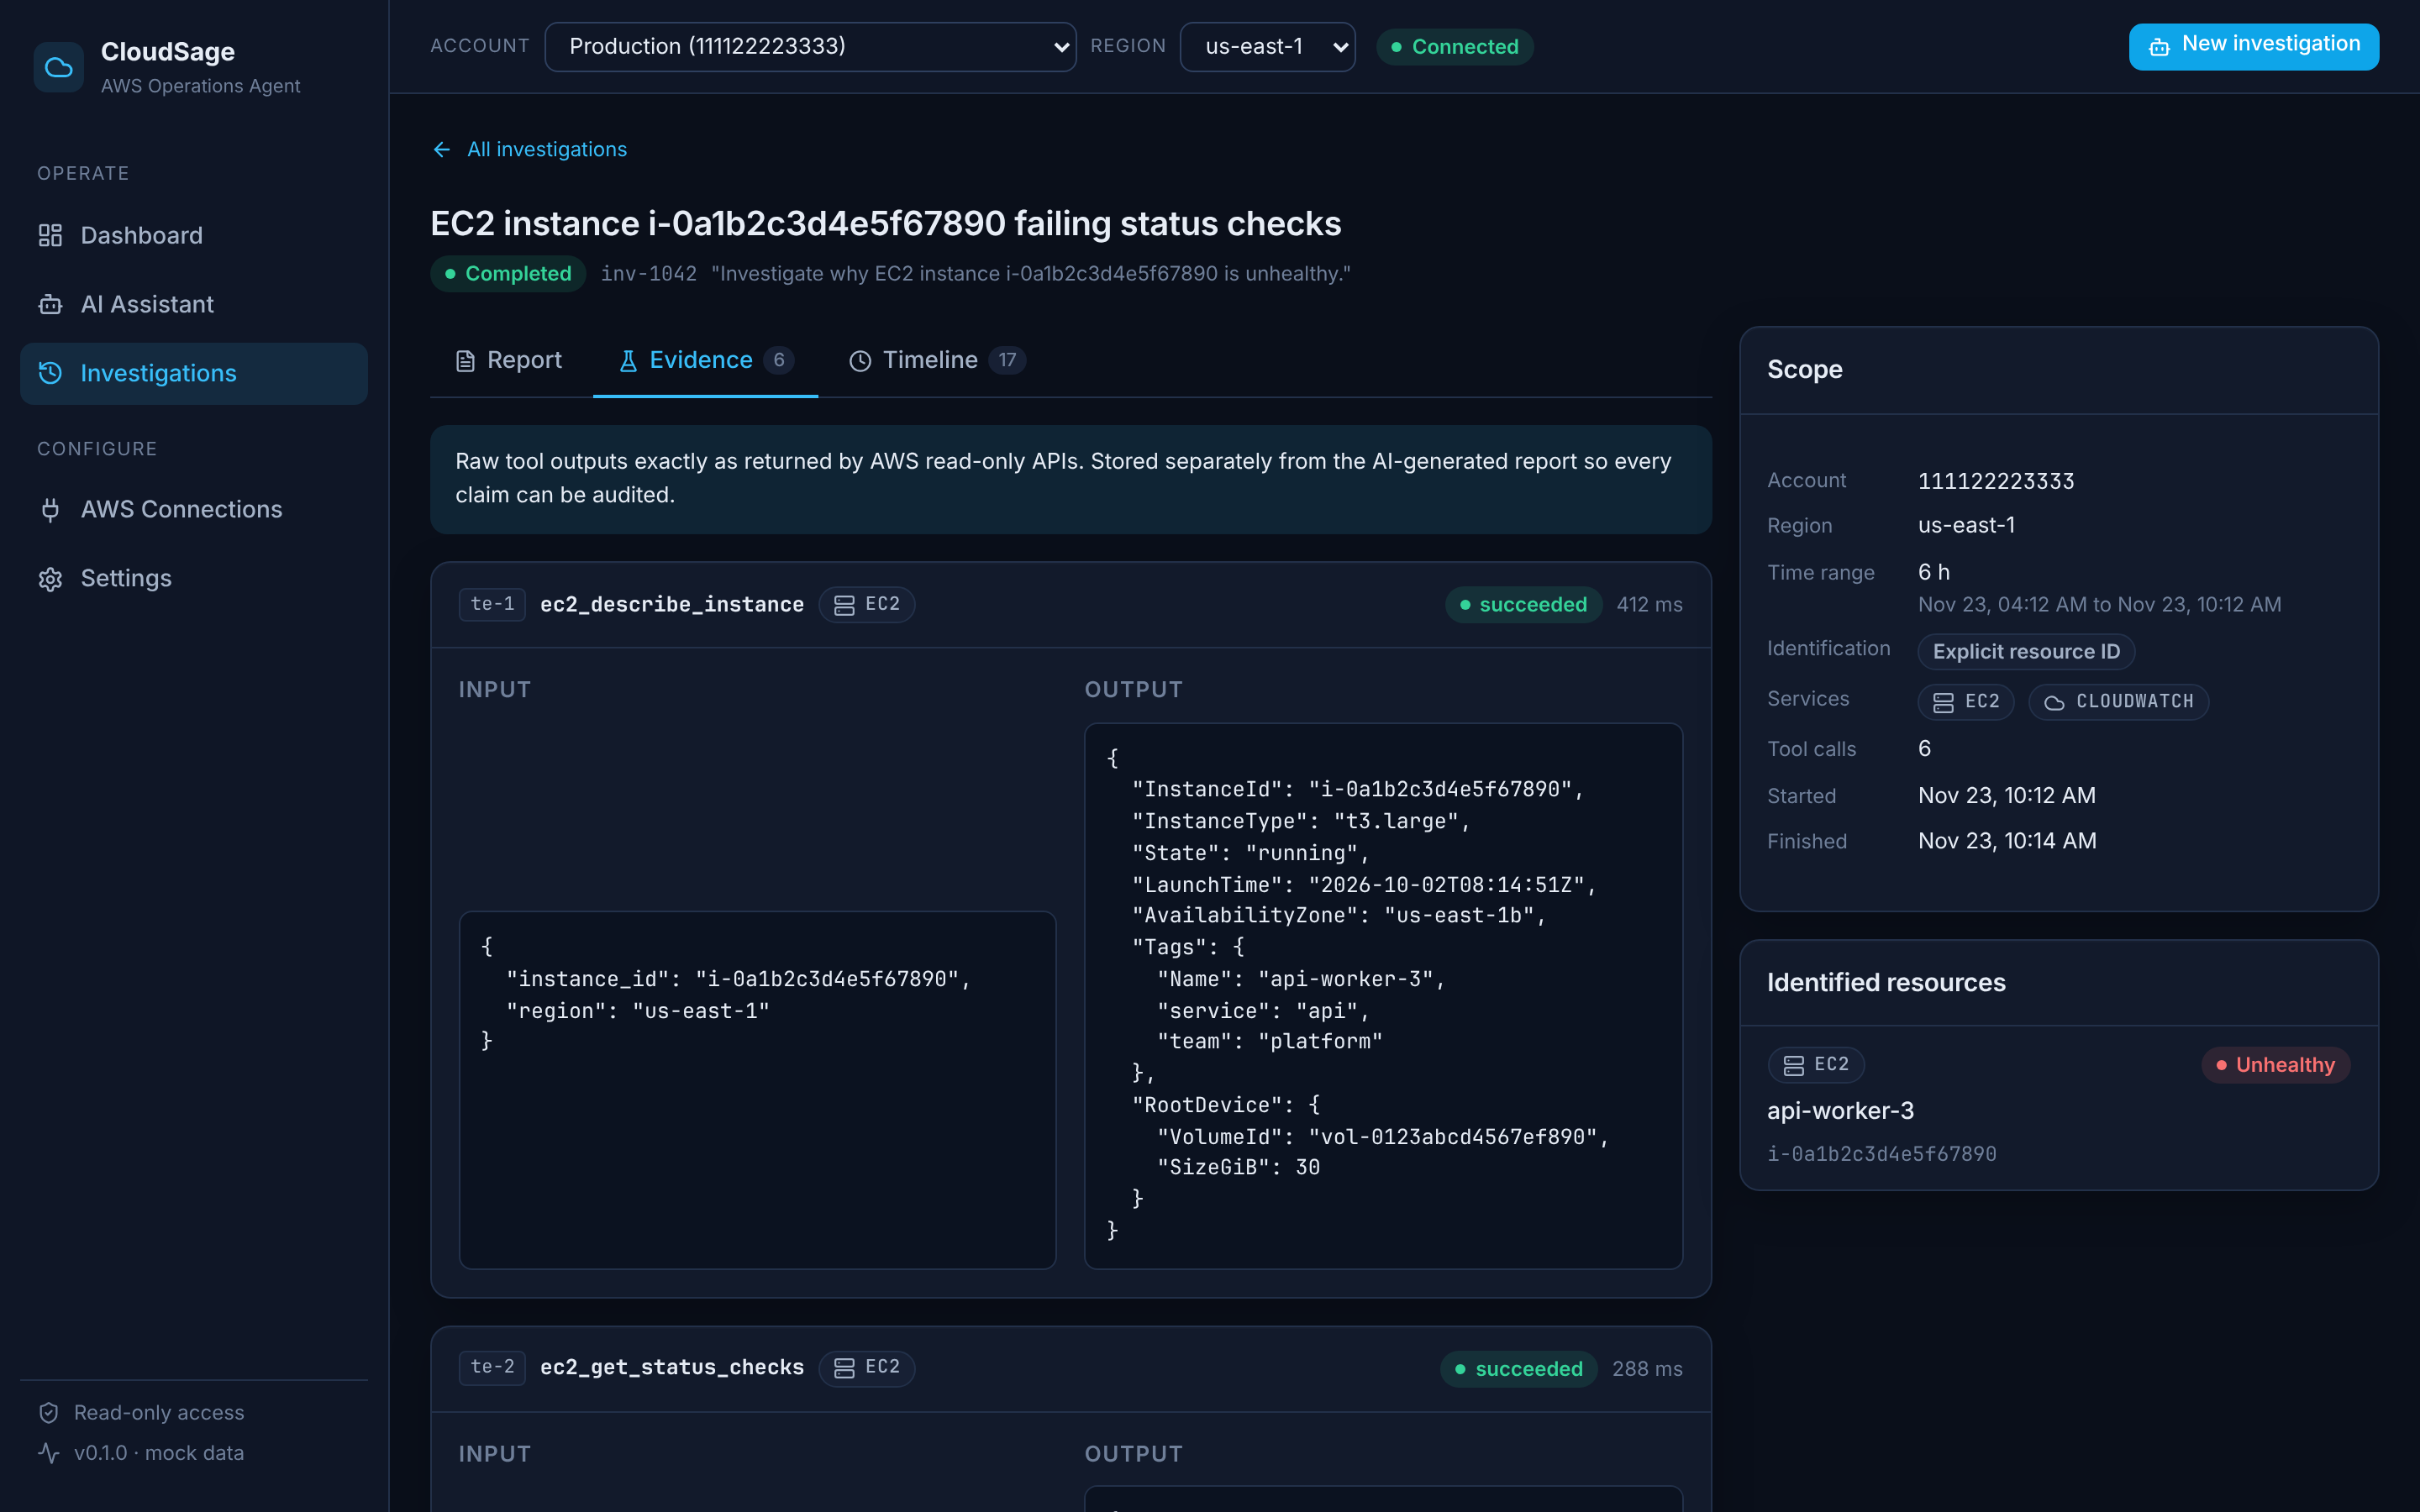 CloudSage
AWS Operations Agent
OPERATE
Dashboard
AI Assistant
Investigations
CONFIGURE
AWS Connections
Settings
Read-only access
v0.1.0 · mock data
ACCOUNT Production (111122223333) REGION us-east-1 Connected New investigation
All investigations
EC2 instance i-0a1b2c3d4e5f67890 failing status checks
Completed inv-1042 "Investigate why EC2 instance i-0a1b2c3d4e5f67890 is unhealthy."
Report Evidence 6 Timeline 17
Raw tool outputs exactly as returned by AWS read-only APIs. Stored separately from the AI-generated report so every
claim can be audited.
te-1 ec2_describe_instance EC2 succeeded 412 ms
INPUT
{
"instance_id": "i-0a1b2c3d4e5f67890",
"region": "us-east-1"
}
OUTPUT
{
"InstanceId": "i-0a1b2c3d4e5f67890",
"InstanceType": "t3.large",
"State": "running",
"LaunchTime": "2026-10-02T08:14:51Z",
"AvailabilityZone": "us-east-1b",
"Tags": {
"Name": "api-worker-3",
"service": "api",
"team": "platform"
},
"RootDevice": {
"VolumeId": "vol-0123abcd4567ef890",
"SizeGiB": 30
}
}
te-2 ec2_get_status_checks EC2 succeeded 288 ms
INPUT
OUTPUT
Scope
Account 111122223333
Region us-east-1
Time range 6 h
Nov 23, 04:12 AM to Nov 23, 10:12 AM
Identification Explicit resource ID
Services EC2 CLOUDWATCH
Tool calls 6
Started Nov 23, 10:12 AM
Finished Nov 23, 10:14 AM
Identified resources
EC2 Unhealthy
api-worker-3
i-0a1b2c3d4e5f67890